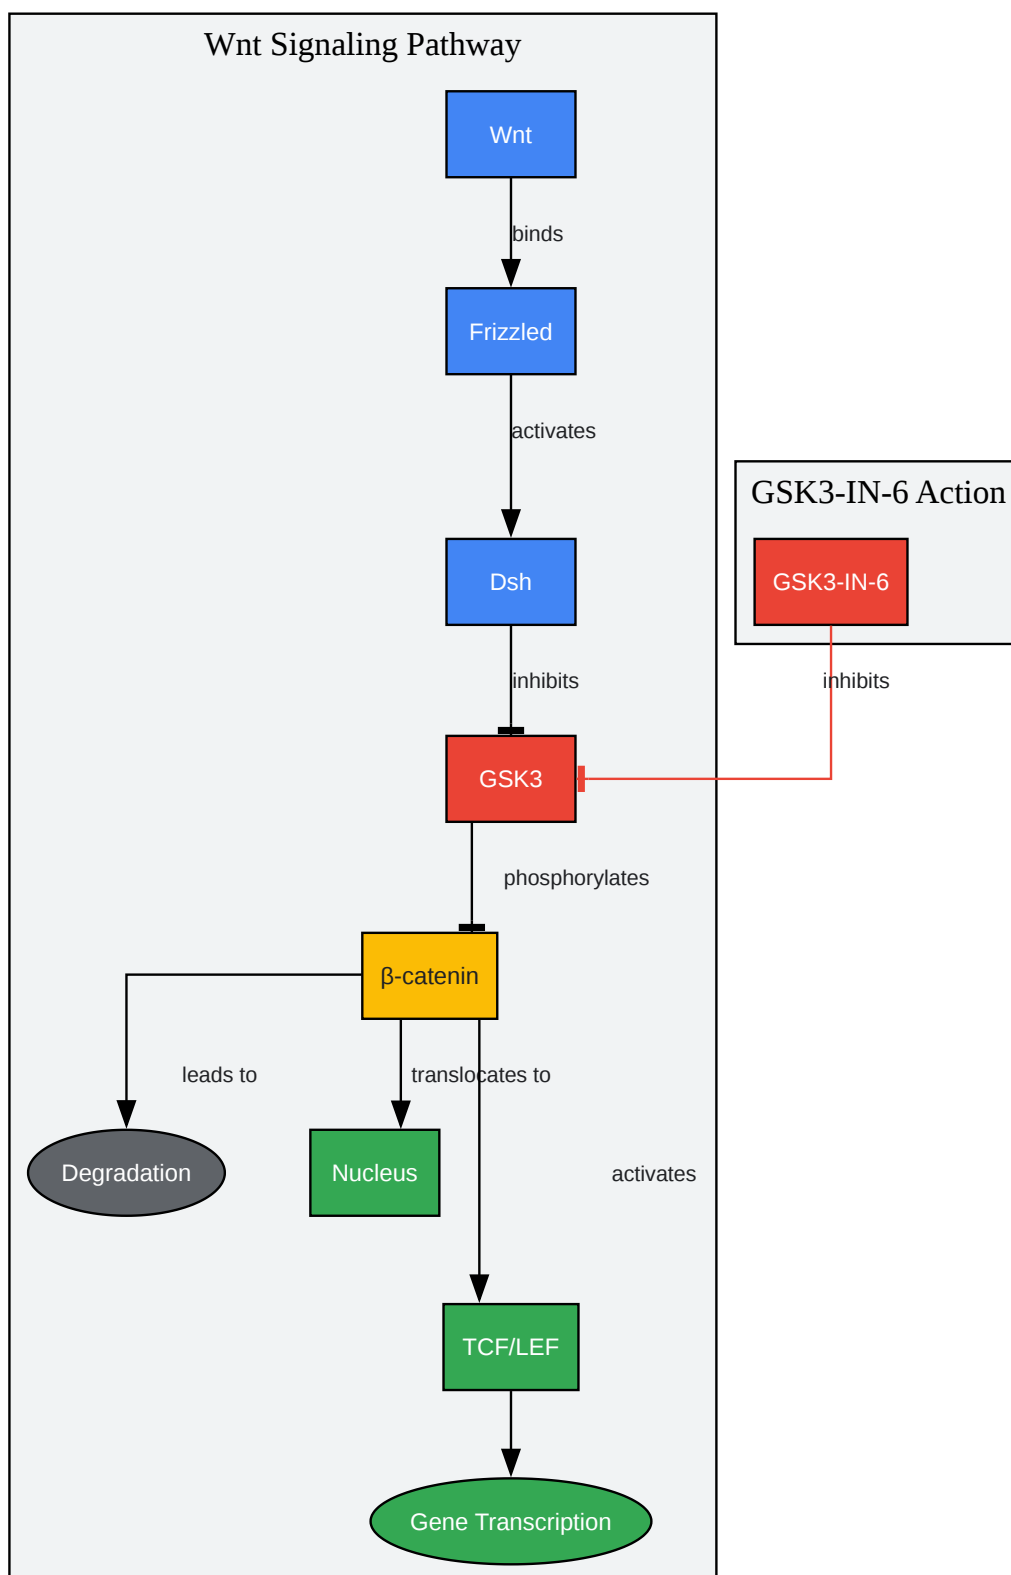 Wnt Signaling Pathway
Wnt
binds
Frizzled
activates
GSK3-IN-6 Action
Dsh
GSK3-IN-6
inhibits
inhibits
GSK3
phosphorylates
β-catenin
leads to
translocates to
Degradation
Nucleus
activates
TCF/LEF
Gene Transcription